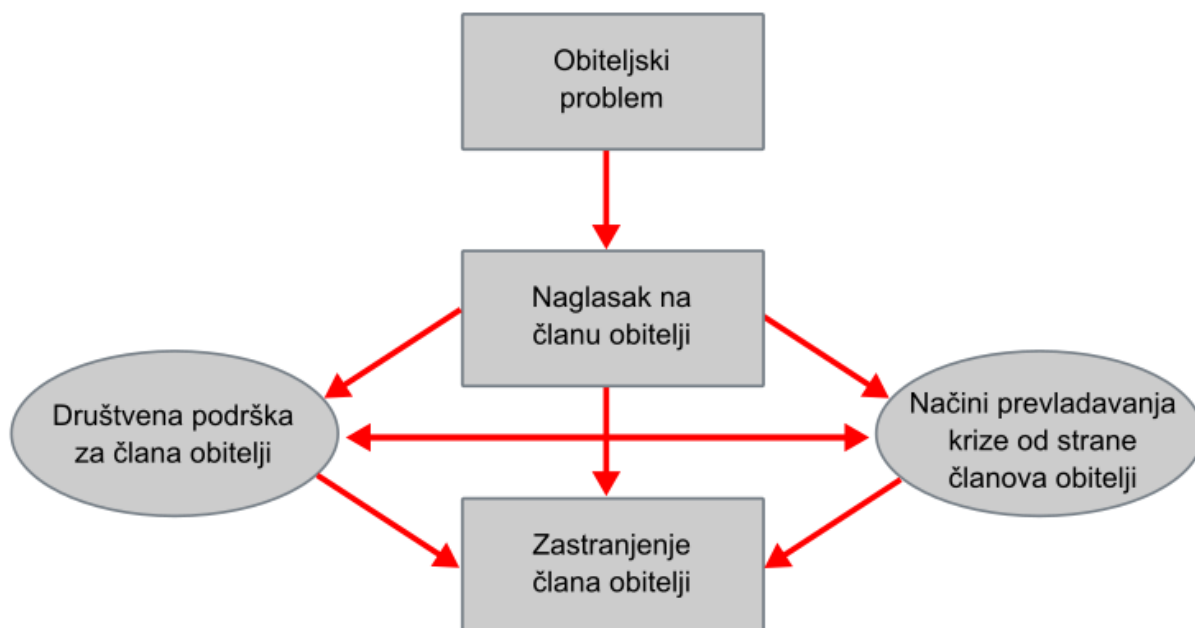 Obiteljski
problem
Naglasak na
članu obitelji
Društvena podrška
za člana obitelji
Načini prevladavanja
krize od strane
članova obitelji
Zastranjenje
člana obitelji